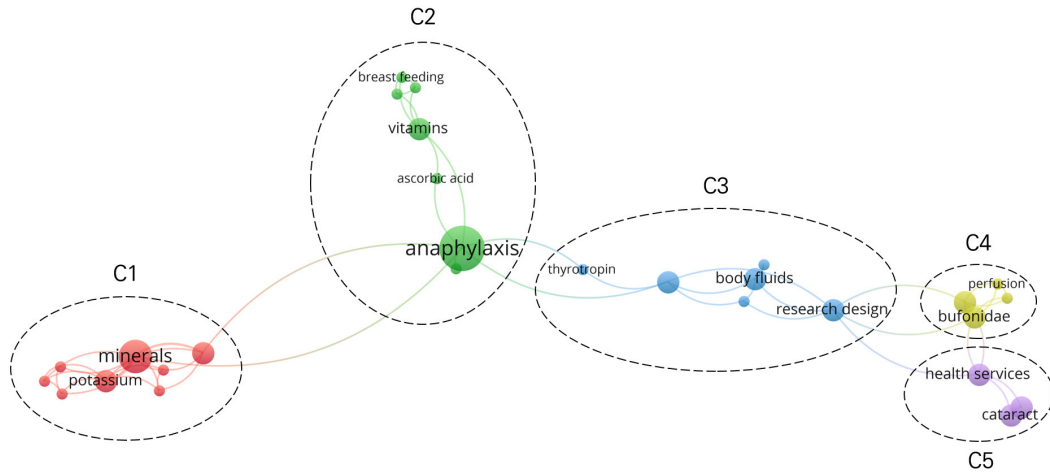 C2
breast feeding
vitamins
ascorbic acid
anaphylaxis
C1
minerals
potassium
C3
thyrotropin
body fluids
research design
C4
perfusion
bufonidae
health services
cataract
C5